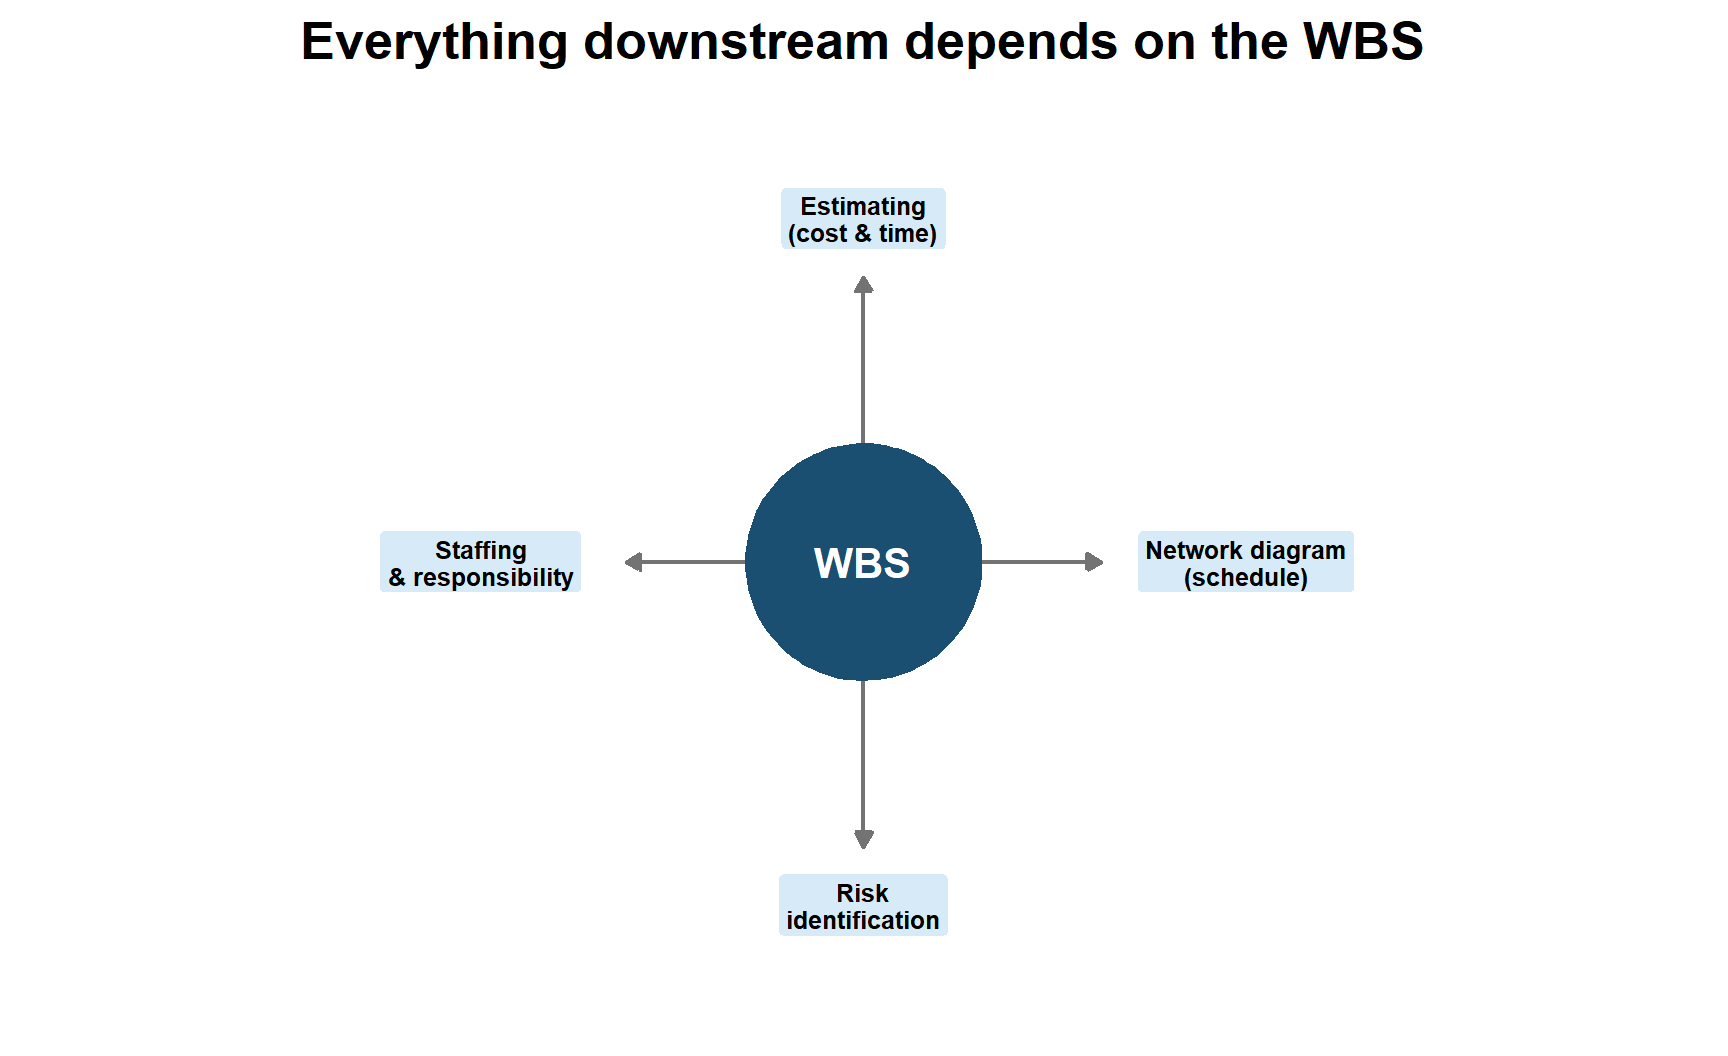 Everything downstream depends on the WBS
Estimating
(cost & time)
Staffing
& responsibility
WBS
Network diagram
(schedule)
Risk
identification